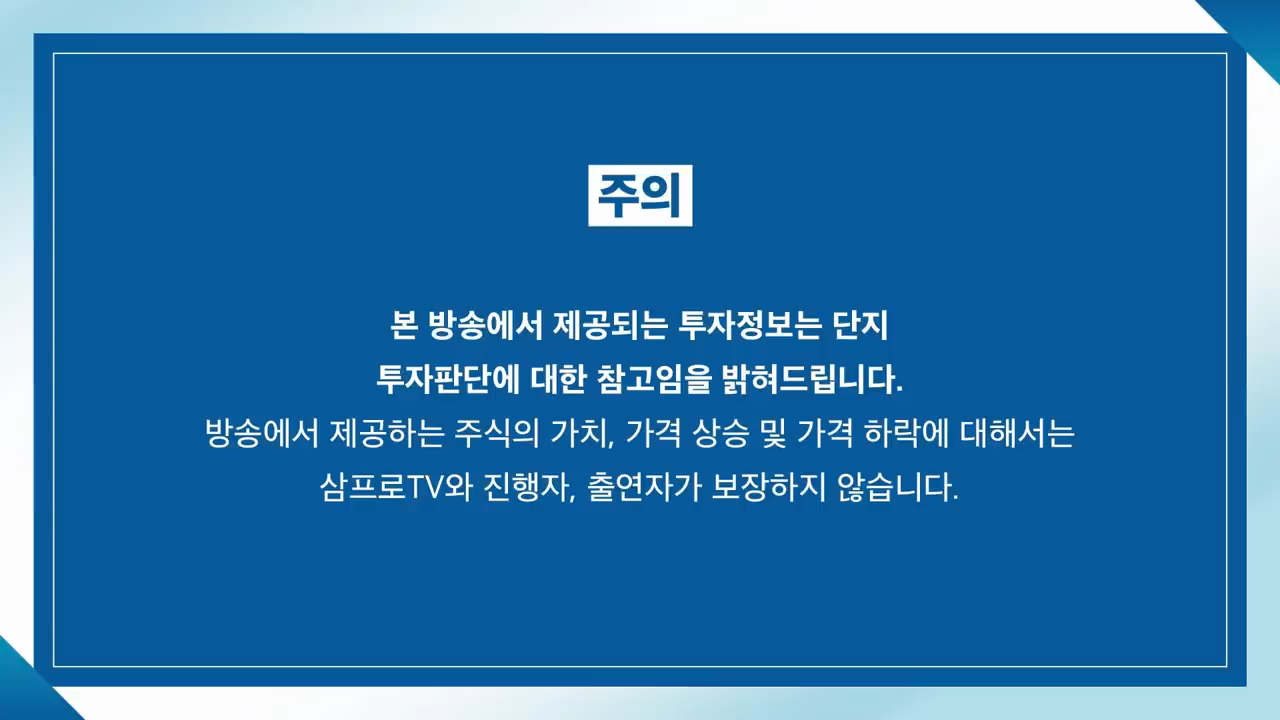 주의
본 방송에서 제공되는 투자정보는 단지
투자판단에 대한 참고임을 밝혀드립니다.
방송에서 제공하는 주식의 가치, 가격 상승 및 가격 하락에 대해서는
삼프로TV와 진행자, 출연자가 보장하지 않습니다.